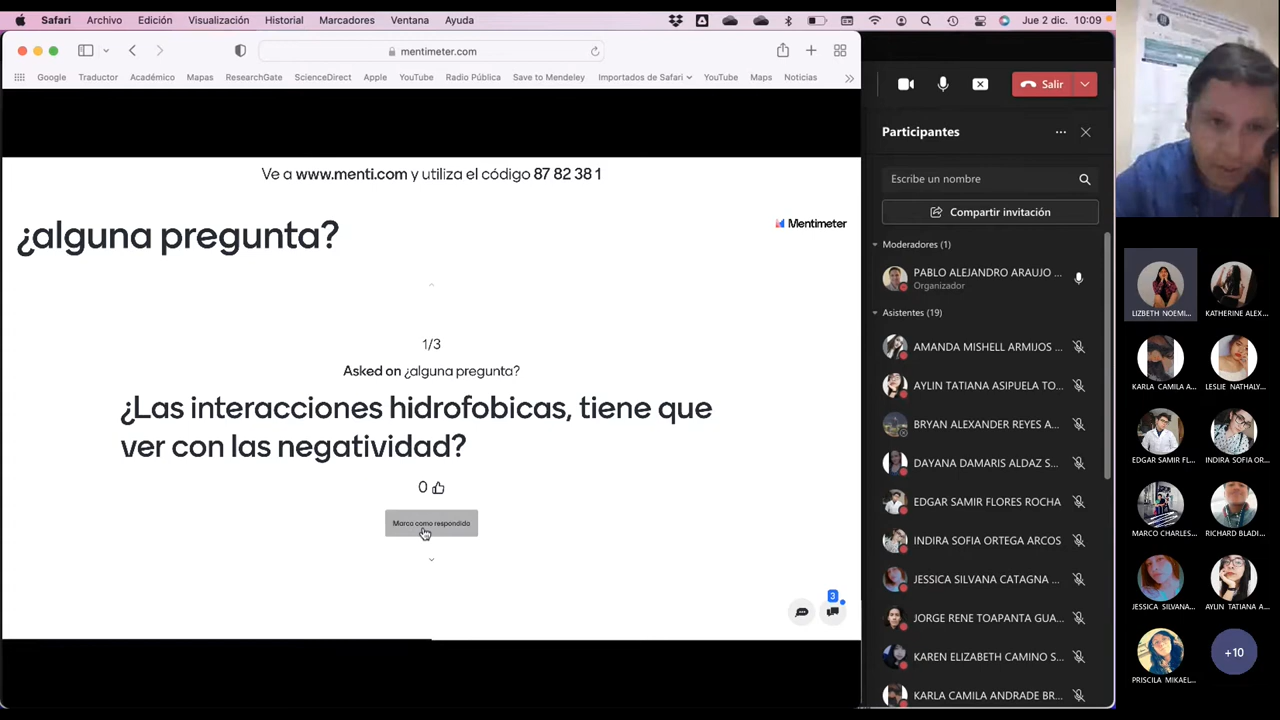 Safari Archivo Edición Visualización Historial Marcadores Ventana Ayuda
Jue 2 dic. 10:09
mentimeter.com
Google Traductor Académico Mapas ResearchGate ScienceDirect Apple YouTube Radio Pública Save to Mendeley Importados de Safari YouTube Maps Noticias
Ve a www.menti.com y utiliza el código 87 82 38 1
¿alguna pregunta?
Mentimeter
1/3
Asked on ¿alguna pregunta?
¿Las interacciones hidrofobicas, tiene que
ver con las negatividad?
0
Marca como respondido
3
Salir
Participantes
Escribe un nombre
Compartir invitación
Moderadores (1)
PABLO ALEJANDRO ARAUJO ...
Organizador
Asistentes (19)
AMANDA MISHELL ARMIJOS ...
AYLIN TATIANA ASIPUELA TO...
BRYAN ALEXANDER REYES A...
DAYANA DAMARIS ALDAZ S...
EDGAR SAMIR FLORES ROCHA
INDIRA SOFIA ORTEGA ARCOS
JESSICA SILVANA CATAGNA ...
JORGE RENE TOAPANTA GUA...
KAREN ELIZABETH CAMINO S...
KARLA CAMILA ANDRADE BR...
LIZBETH NOEMI... KATHERINE ALEX...
KARLA CAMILA A... LESLIE NATHALY...
EDGAR SAMIR FL... INDIRA SOFIA OR...
MARCO CHARLES... RICHARD BLADI...
JESSICA SILVANA... AYLIN TATIANA A...
PRISCILA MIKAEL...
+10